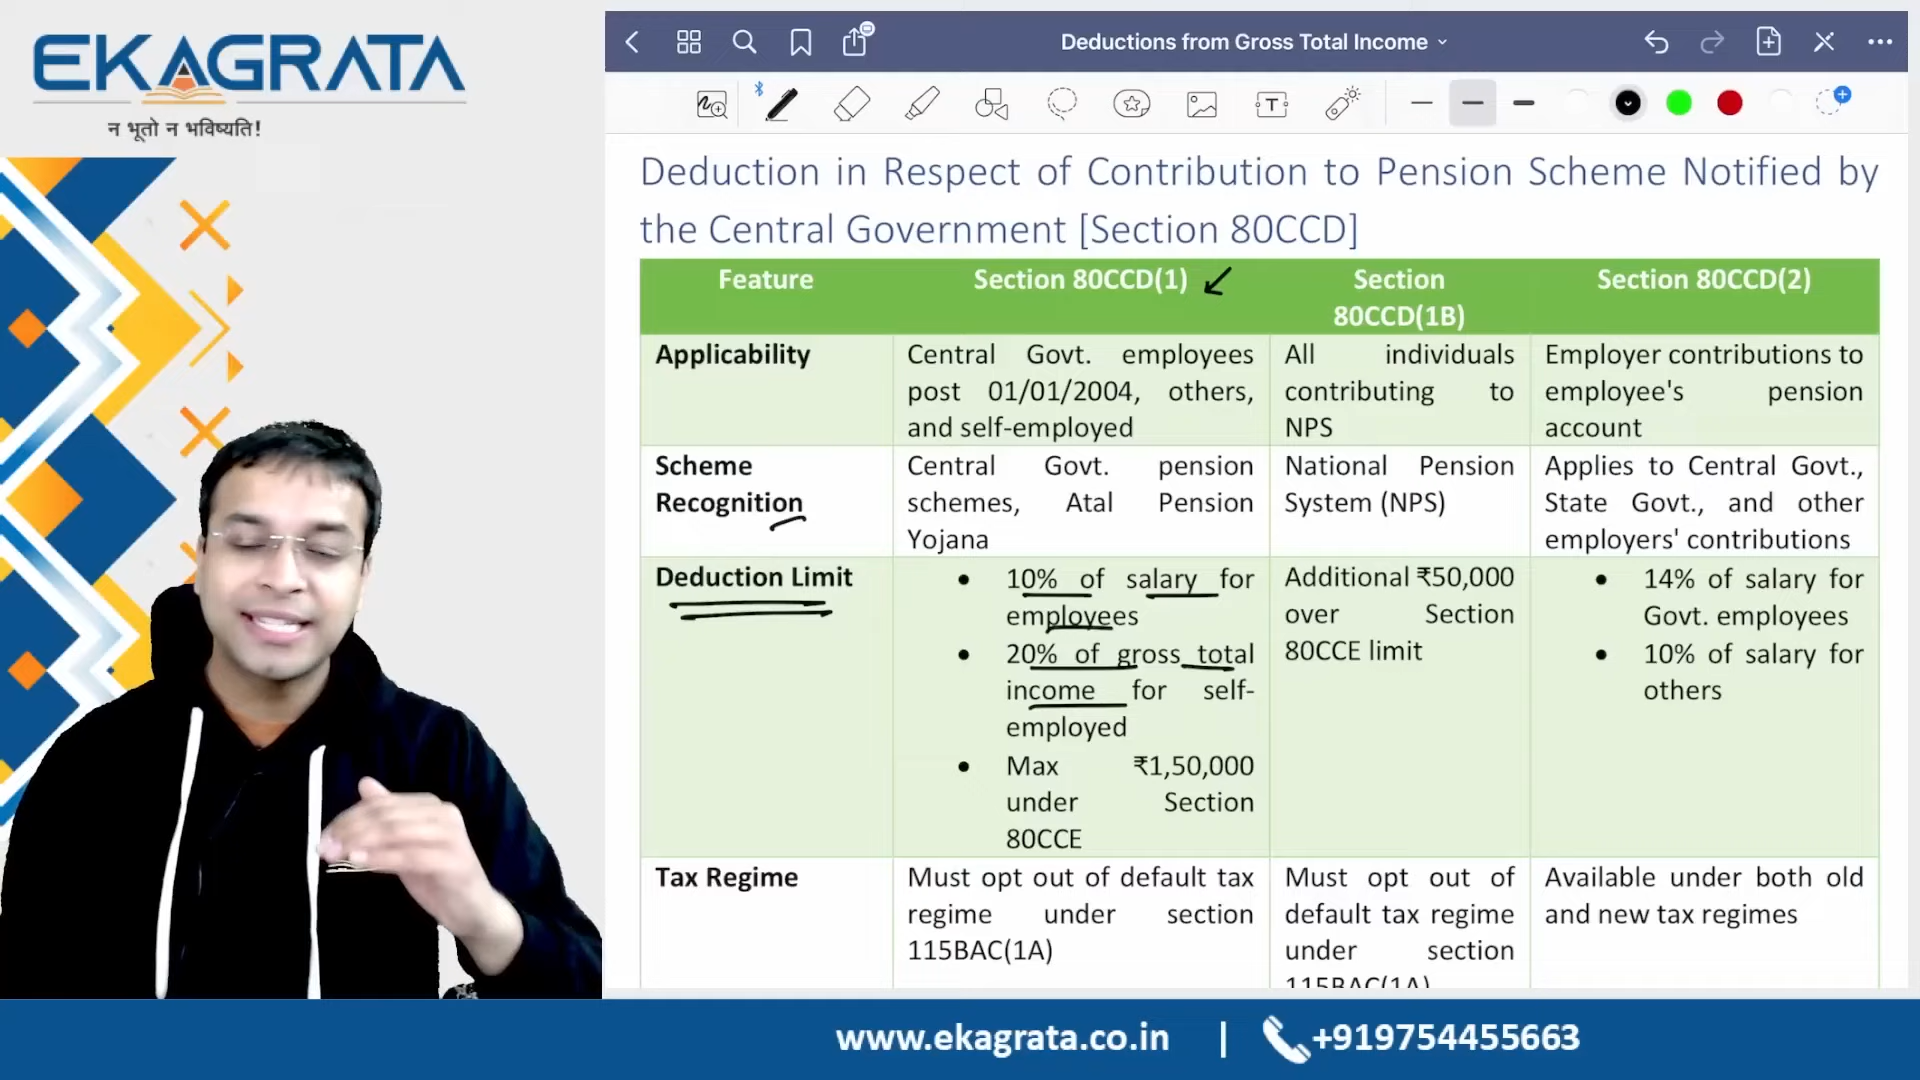 EKAGRATA
न भूतो न भविष्यति!
Deductions from Gross Total Income
T
Deduction in Respect of Contribution to Pension Scheme Notified by
the Central Government [Section 80CCD]
Feature
Section 80CCD(1)
Section
80CCD(1B)
Section 80CCD(2)
Applicability
Central Govt. employees
post 01/01/2004, others,
and self-employed
All individuals
contributing to
NPS
Employer contributions to
employee's pension
account
Scheme
Recognition
Central Govt. pension
schemes, Atal Pension
Yojana
National Pension
System (NPS)
Applies to Central Govt.,
State Govt., and other
employers' contributions
Deduction Limit
• 10% of salary for
employees
• 20% of gross total
income for self-
employed
• Max ₹1,50,000
under Section
80CCE
Additional ₹50,000
over Section
80CCE limit
• 14% of salary for
Govt. employees
• 10% of salary for
others
Tax Regime
Must opt out of default tax
regime under section
115BAC(1A)
Must opt out of
default tax regime
under section
115BAC(1A)
Available under both old
and new tax regimes
www.ekagrata.co.in | +919754455663